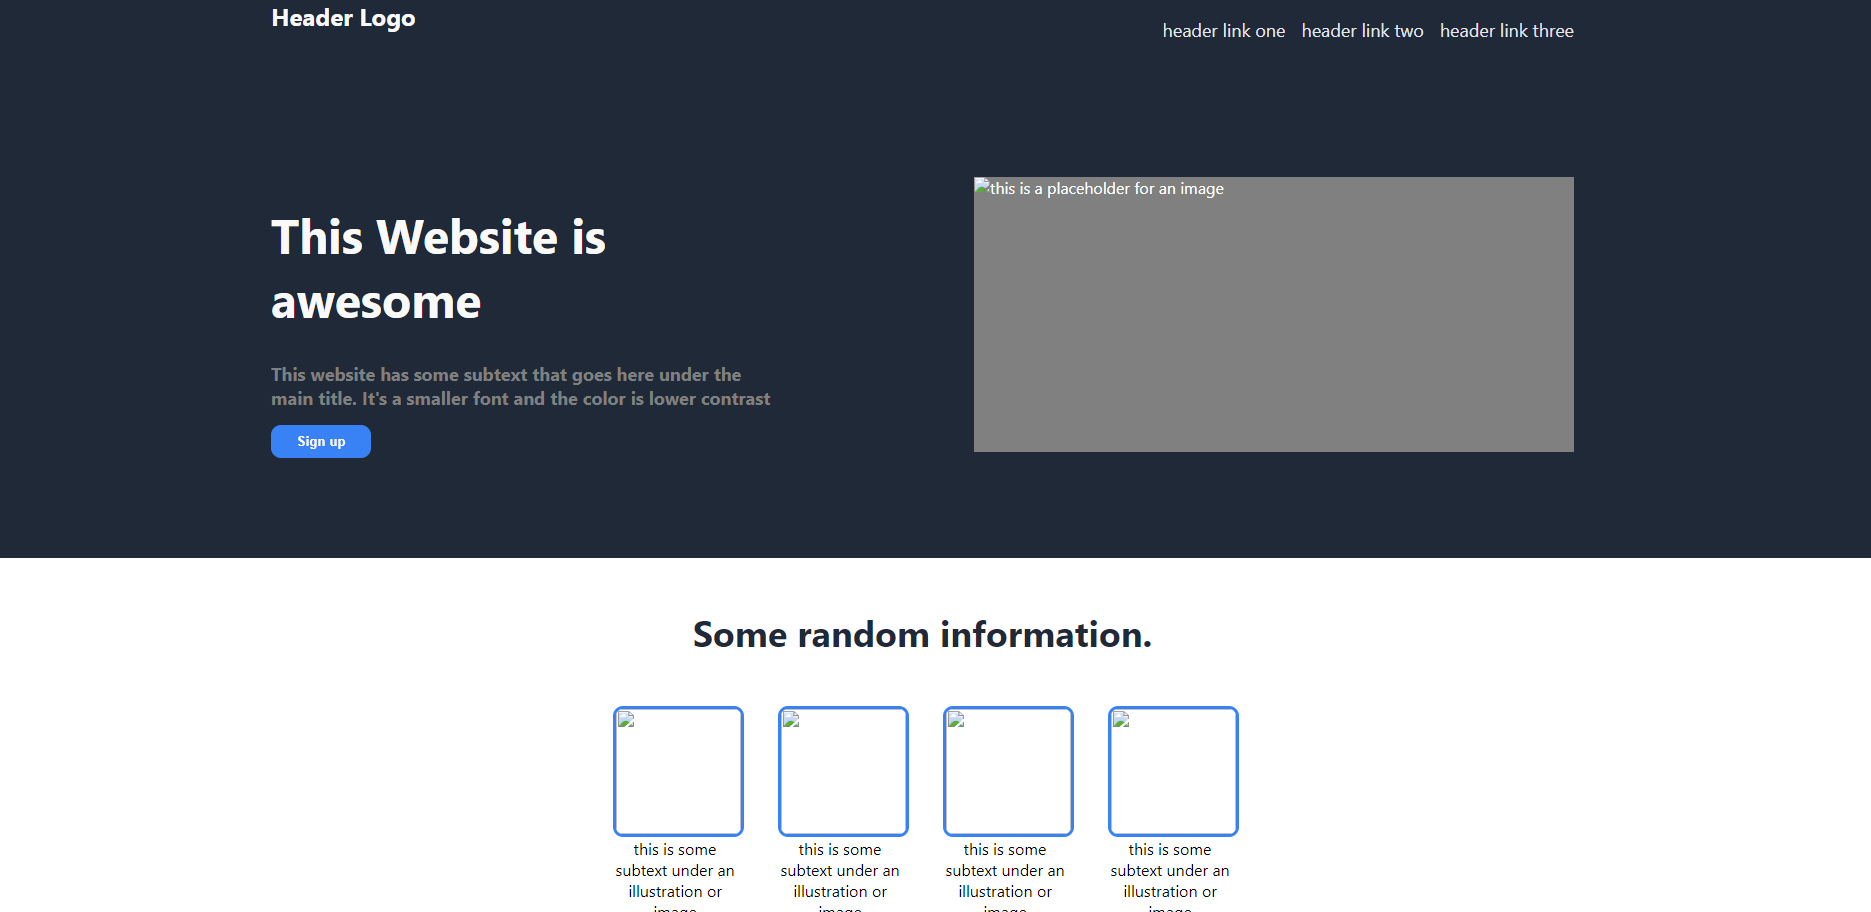 Header Logo
header link one header link two header link three
this is a placeholder for an image
This Website is
awesome
This website has some subtext that goes here under the
main title. It's a smaller font and the color is lower contrast
Sign up
Some random information.
this is some
subtext under an
illustration or
image
this is some
subtext under an
illustration or
image
this is some
subtext under an
illustration or
image
this is some
subtext under an
illustration or
image